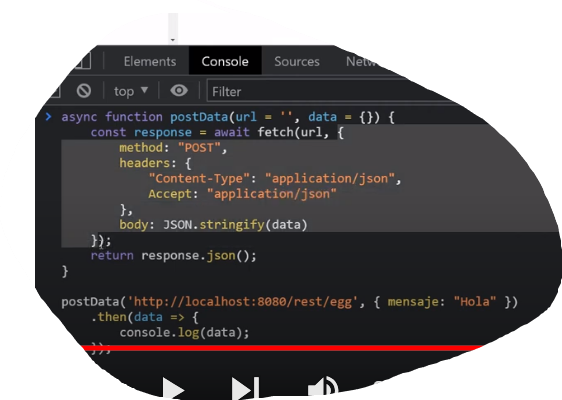 Elements Console Sources
top Filter
async function postData(url = '', data = {}) {
const response = await fetch(url, {
method: "POST",
headers: {
"Content-Type": "application/json",
Accept: "application/json"
},
body: JSON.stringify(data)
});
return response.json();
}
postData('http://localhost:8080/rest/egg', { mensaje: "Hola" })
.then(data => {
console.log(data);
});